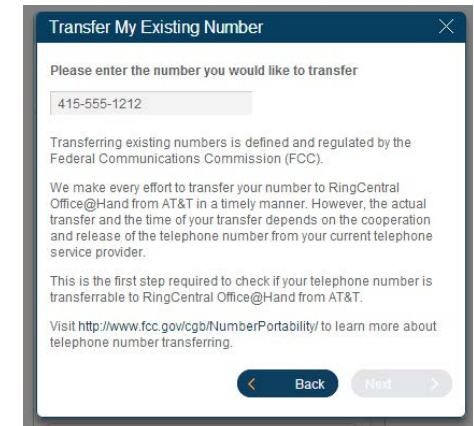 Transfer My Existing Number
Please enter the number you would like to transfer
415-555-1212
Transferring existing numbers is defined and regulated by the
Federal Communications Commission (FCC).
We make every effort to transfer your number to RingCentral
Office@Hand from AT&T in a timely manner. However, the actual
transfer and the time of your transfer depends on the cooperation
and release of the telephone number from your current telephone
service provider.
This is the first step required to check if your telephone number is
transferrable to RingCentral Office@Hand from AT&T.
Visit http://www.fcc.gov/cgb/NumberPortability/ to learn more about
telephone number transferring.
Back Next